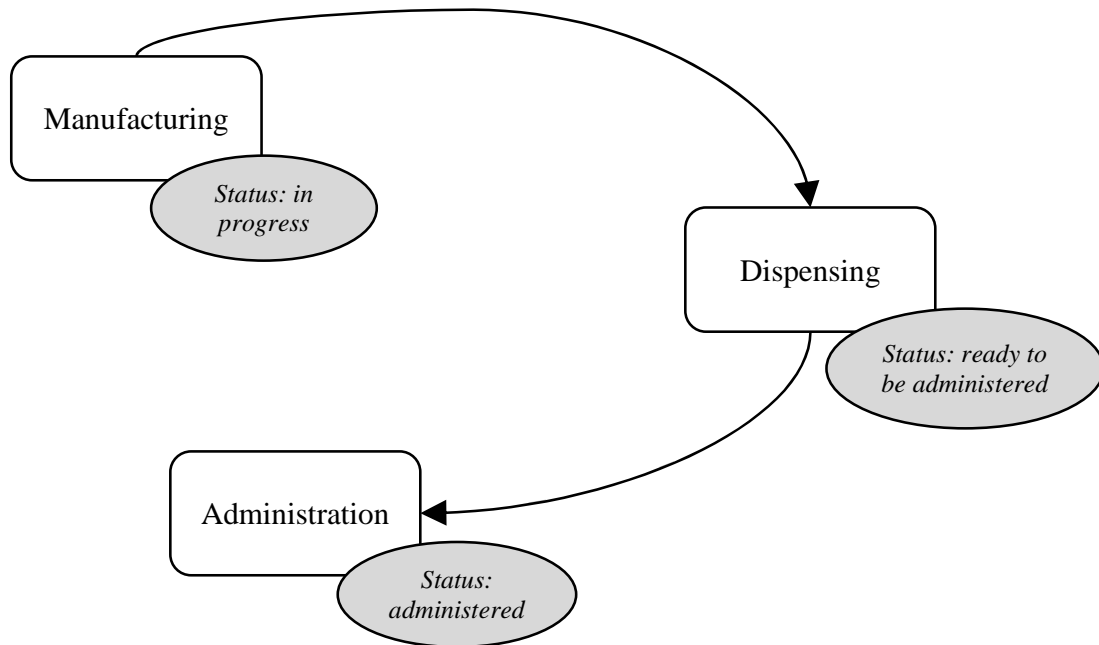 Manufacturing
Status: in
progress
Dispensing
Status: ready to
be administered
Administration
Status:
administered